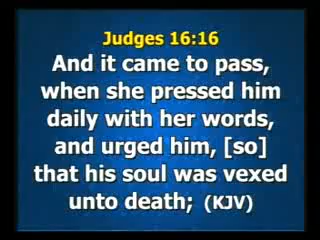 Judges 16:16
And it came to pass,
when she pressed him
daily with her words,
and urged him, [so]
that his soul was vexed
unto death; (KJV)